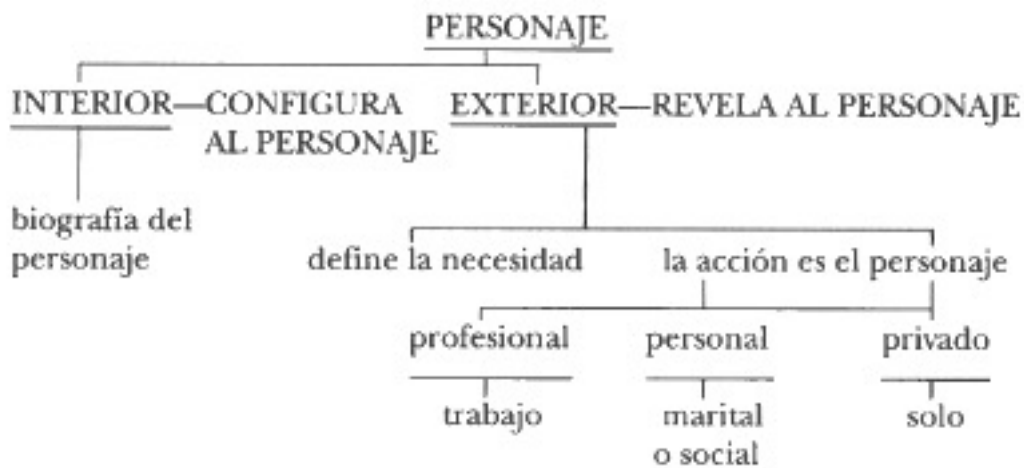 PERSONAJE
INTERIOR—CONFIGURA AL PERSONAJE
EXTERIOR—REVELA AL PERSONAJE
biografía del
personaje
define la necesidad
la acción es el personaje
profesional
personal
privado
trabajo
marital
o social
solo